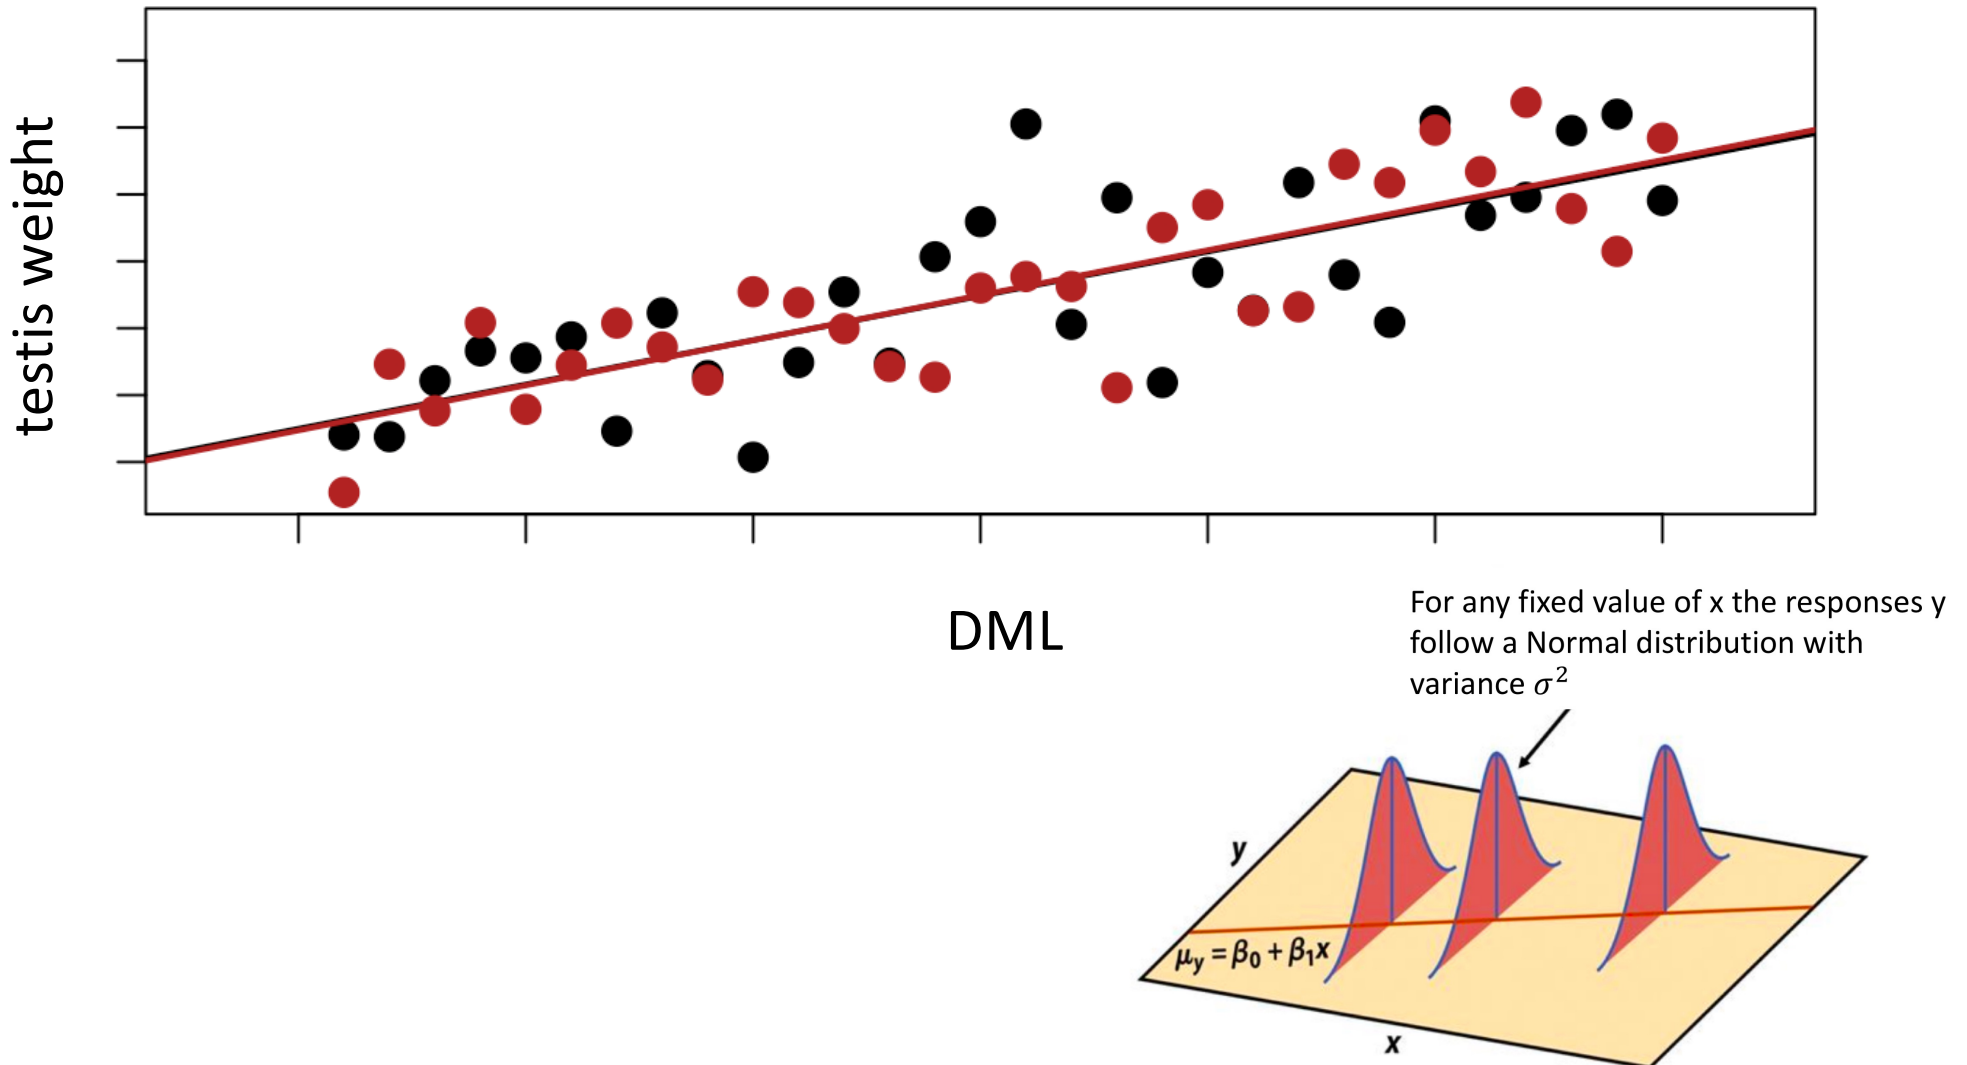 testis weight
DML
For any fixed value of x the responses y
follow a Normal distribution with
variance σ²
y
μy = β0 + β1x
x